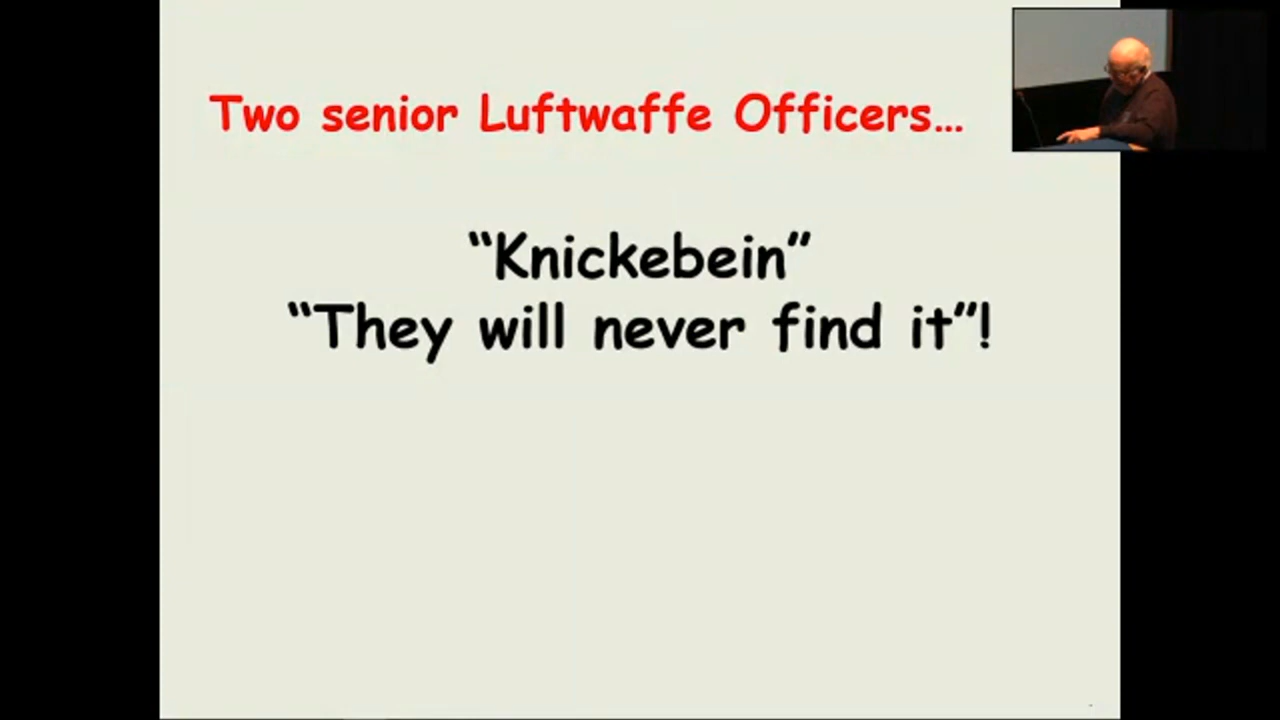 Two senior Luftwaffe Officers…
“Knickebein”
“They will never find it”!